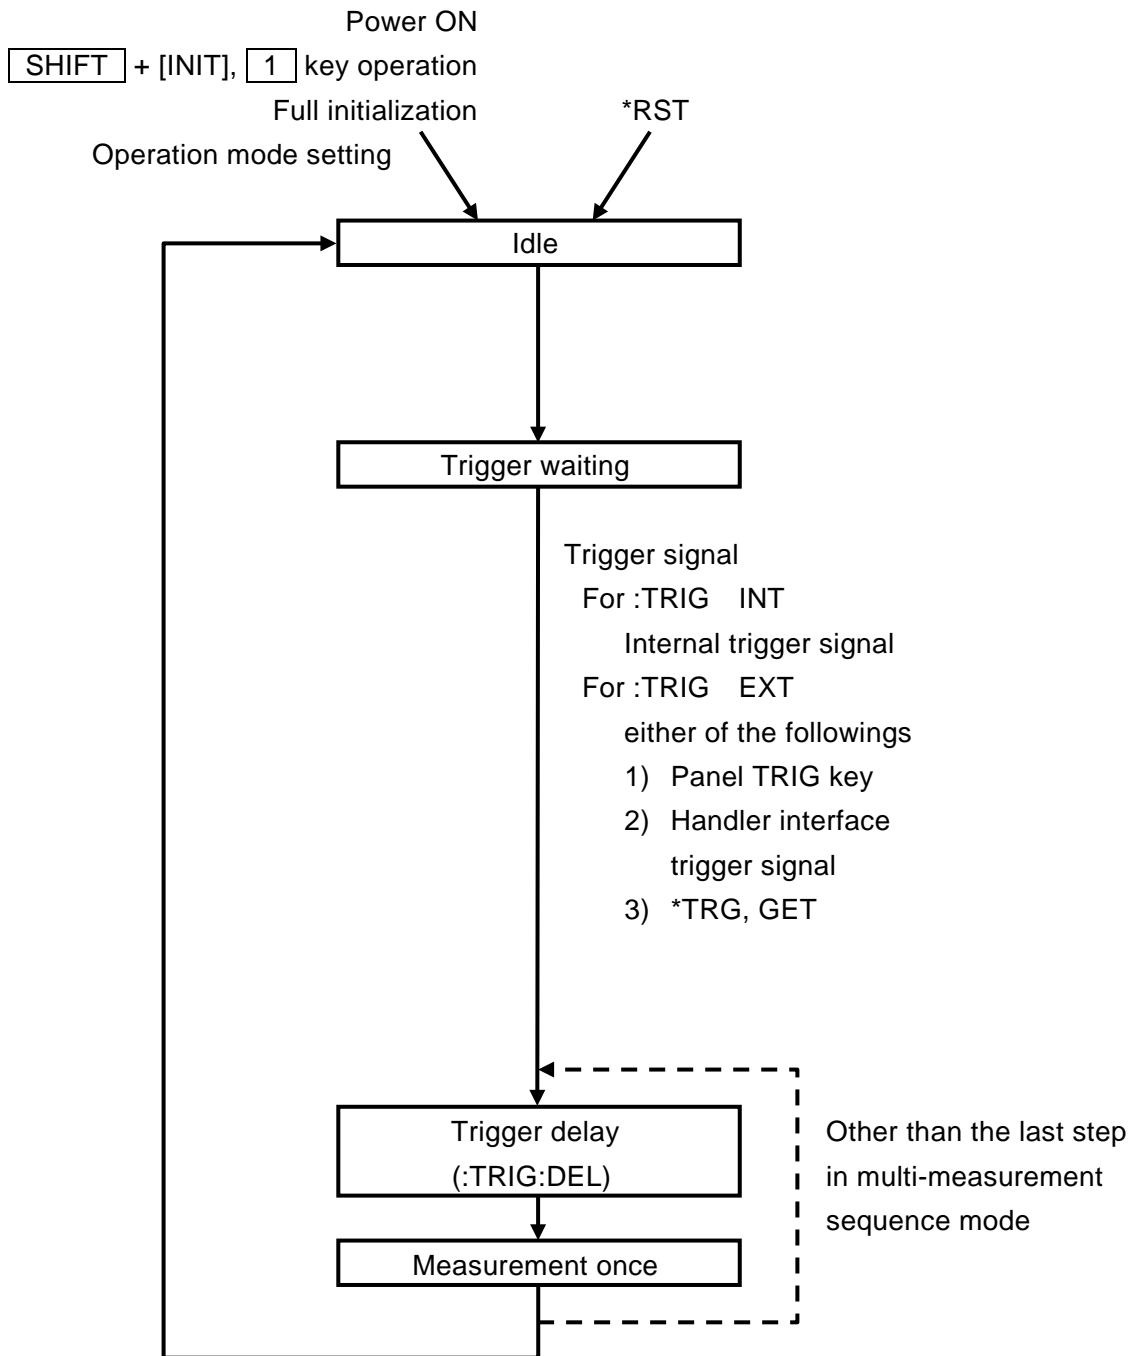 Power ON
SHIFT + [INIT], 1 key operation
Full initialization
*RST
Operation mode setting
Idle
Trigger waiting
Trigger signal
For :TRIG INT
Internal trigger signal
For :TRIG EXT
either of the followings
1) Panel TRIG key
2) Handler interface
trigger signal
3) *TRG, GET
Trigger delay
(:TRIG:DEL)
Other than the last step
in multi-measurement
sequence mode
Measurement once